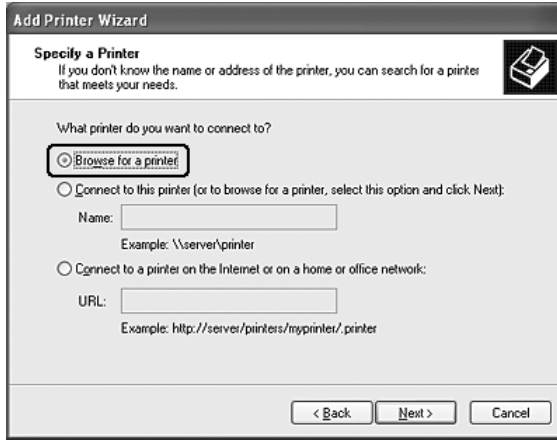 Add Printer Wizard
Specify a Printer
If you don't know the name or address of the printer, you can search for a printer
that meets your needs.
What printer do you want to connect to?
Browse for a printer
Connect to this printer (or to browse for a printer, select this option and click Next):
Name:
Example: \\server\printer
Connect to a printer on the Internet or on a home or office network:
URL:
Example: http://server/printers/myprinter/.printer
< Back Next > Cancel